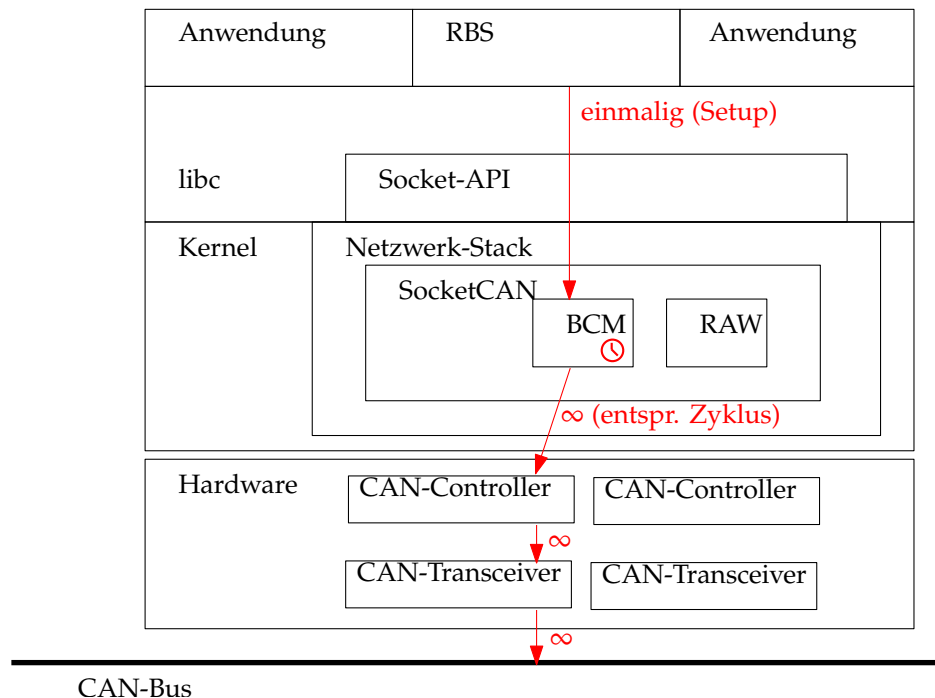 Anwendung RBS Anwendung
einmalig (Setup)
libc Socket-API
Kernel Netzwerk-Stack
SocketCAN
BCM RAW
∞ (entspr. Zyklus)
Hardware CAN-Controller CAN-Controller
∞
CAN-Transceiver CAN-Transceiver
∞
CAN-Bus